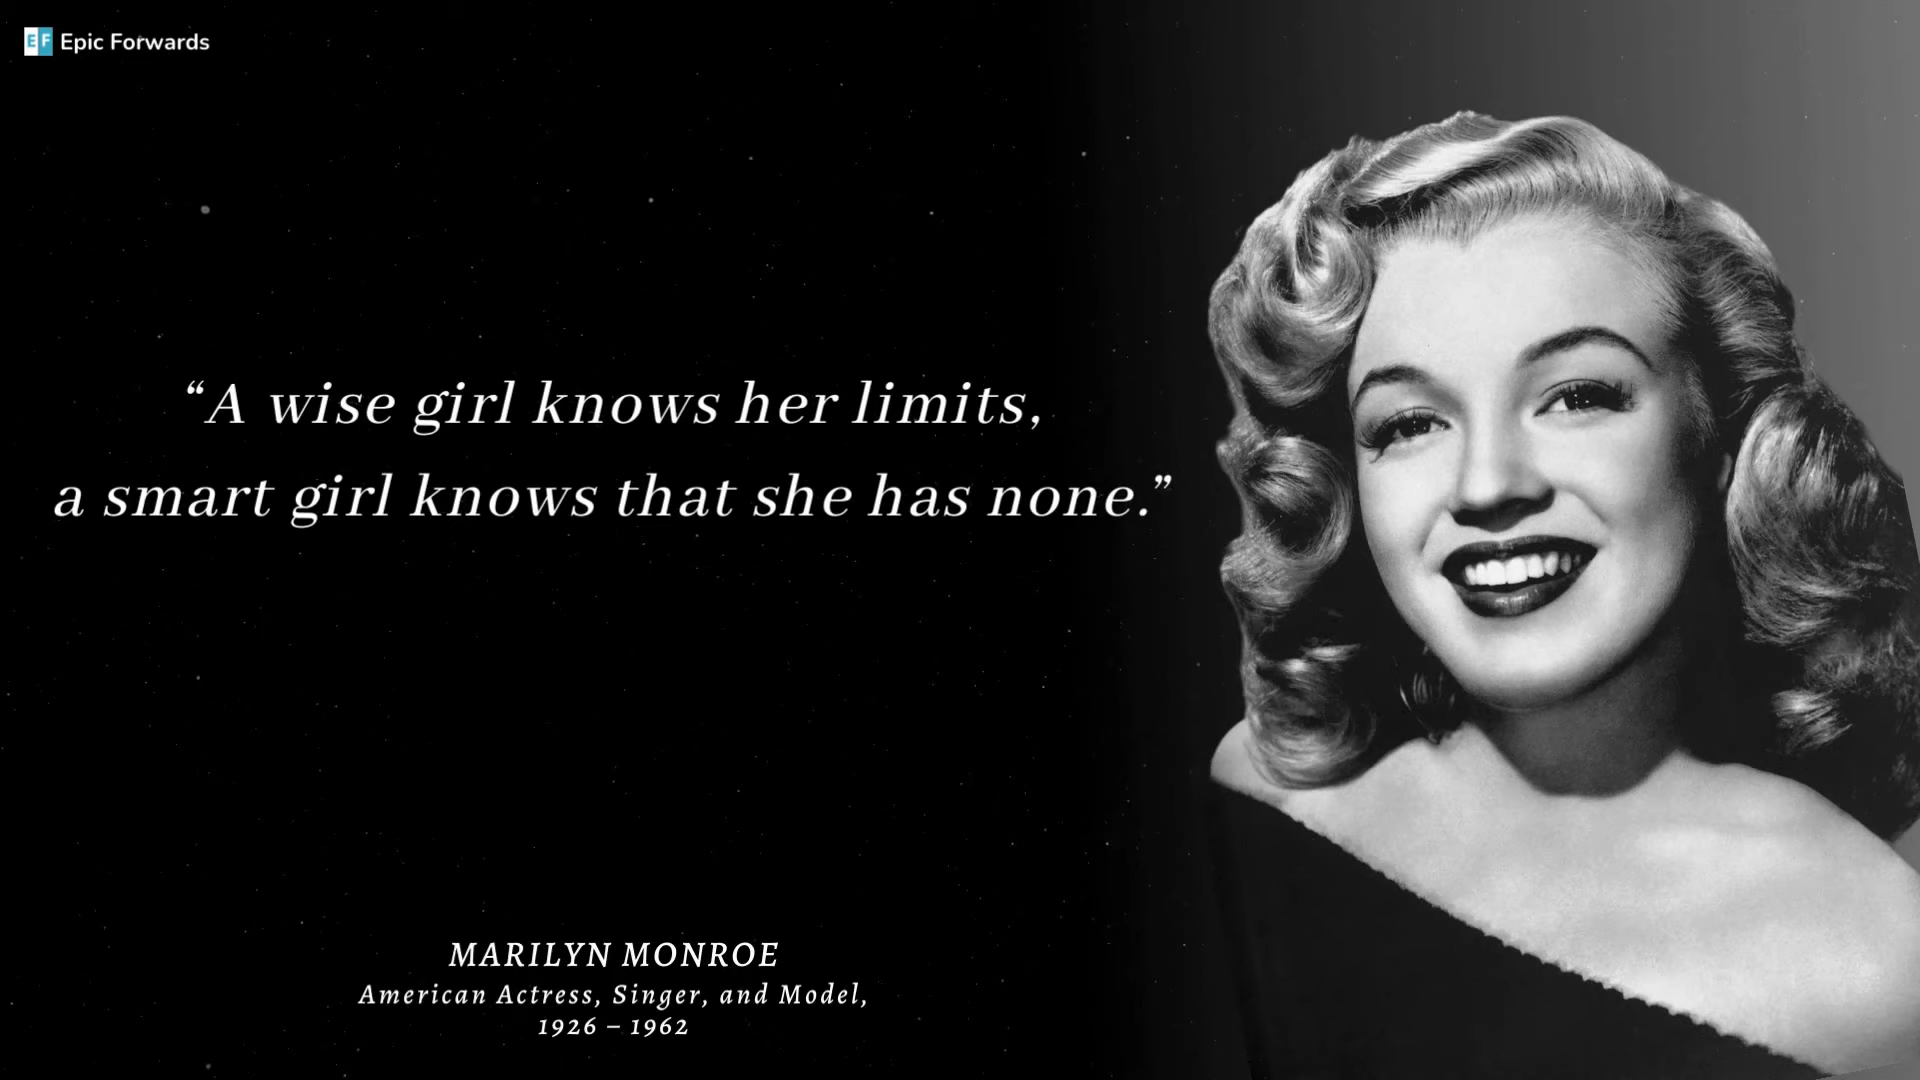 EF Epic Forwards
“A wise girl knows her limits,
a smart girl knows that she has none.”
MARILYN MONROE
American Actress, Singer, and Model,
1926 – 1962